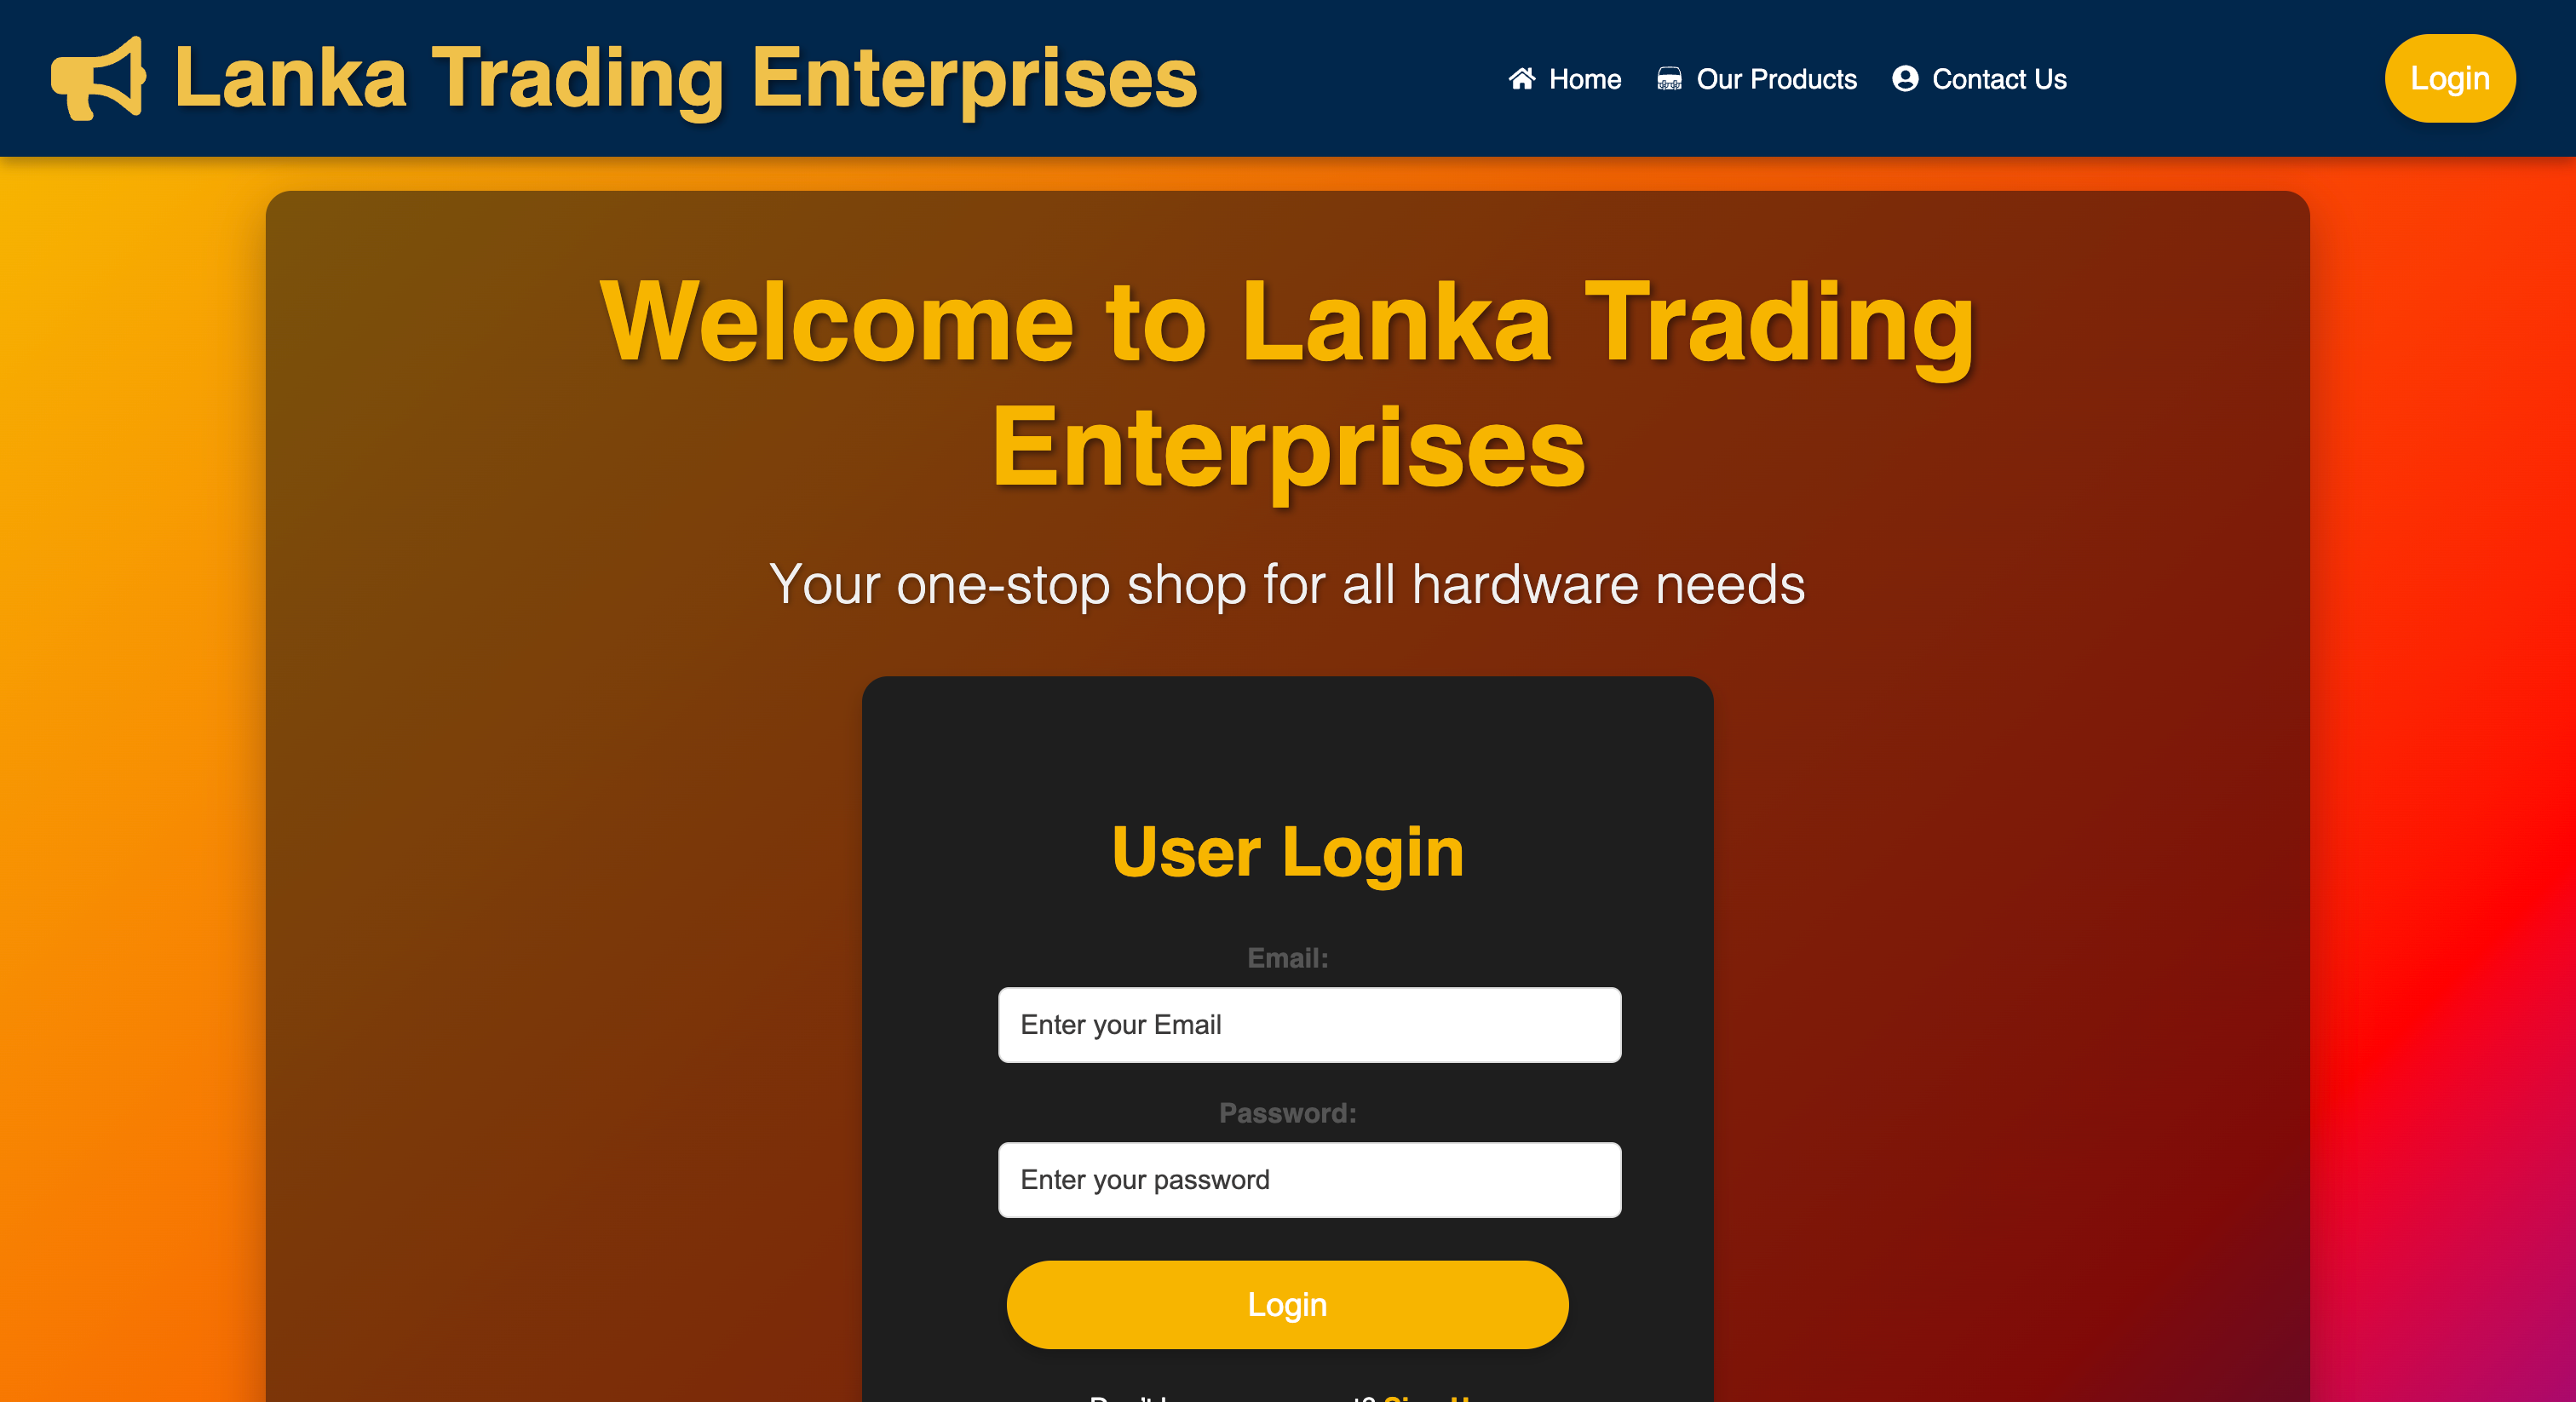 Lanka Trading Enterprises
Home
Our Products
Contact Us
Login
Welcome to Lanka Trading
Enterprises
Your one-stop shop for all hardware needs
User Login
Email:
Enter your Email
Password:
Enter your password
Login